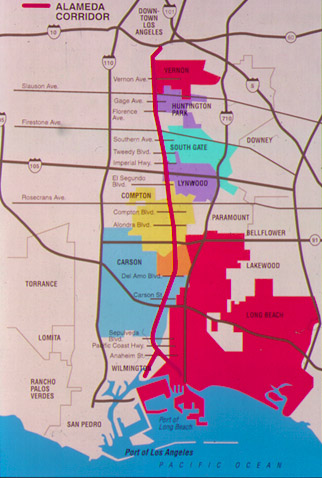 ALAMEDA
CORRIDOR
DOWN-
TOWN
LOS
ANGELES
101
10
60
110
Vernon Ave.
VERNON
Slauson Ave.
5
Gage Ave.
HUNTINGTON
PARK
Florence
Ave.
710
Firestone Ave.
Southern Ave.
SOUTH GATE
DOWNEY
Tweedy Blvd.
Imperial Hwy.
105
El Segundo
Blvd.
LYNWOOD
Rosecrans Ave.
COMPTON
Compton Blvd.
PARAMOUNT
Alondra Blvd.
BELLFLOWER
91
CARSON
LAKEWOOD
Del Amo Blvd.
TORRANCE
Carson St.
LONG BEACH
Sepulveda
Blvd.
LOMITA
Pacific Coast Hwy.
Anaheim St.
WILMINGTON
RANCHO
PALOS
VERDES
SAN PEDRO
Port of
Long Beach
Port of Los Angeles
PACIFIC OCEAN